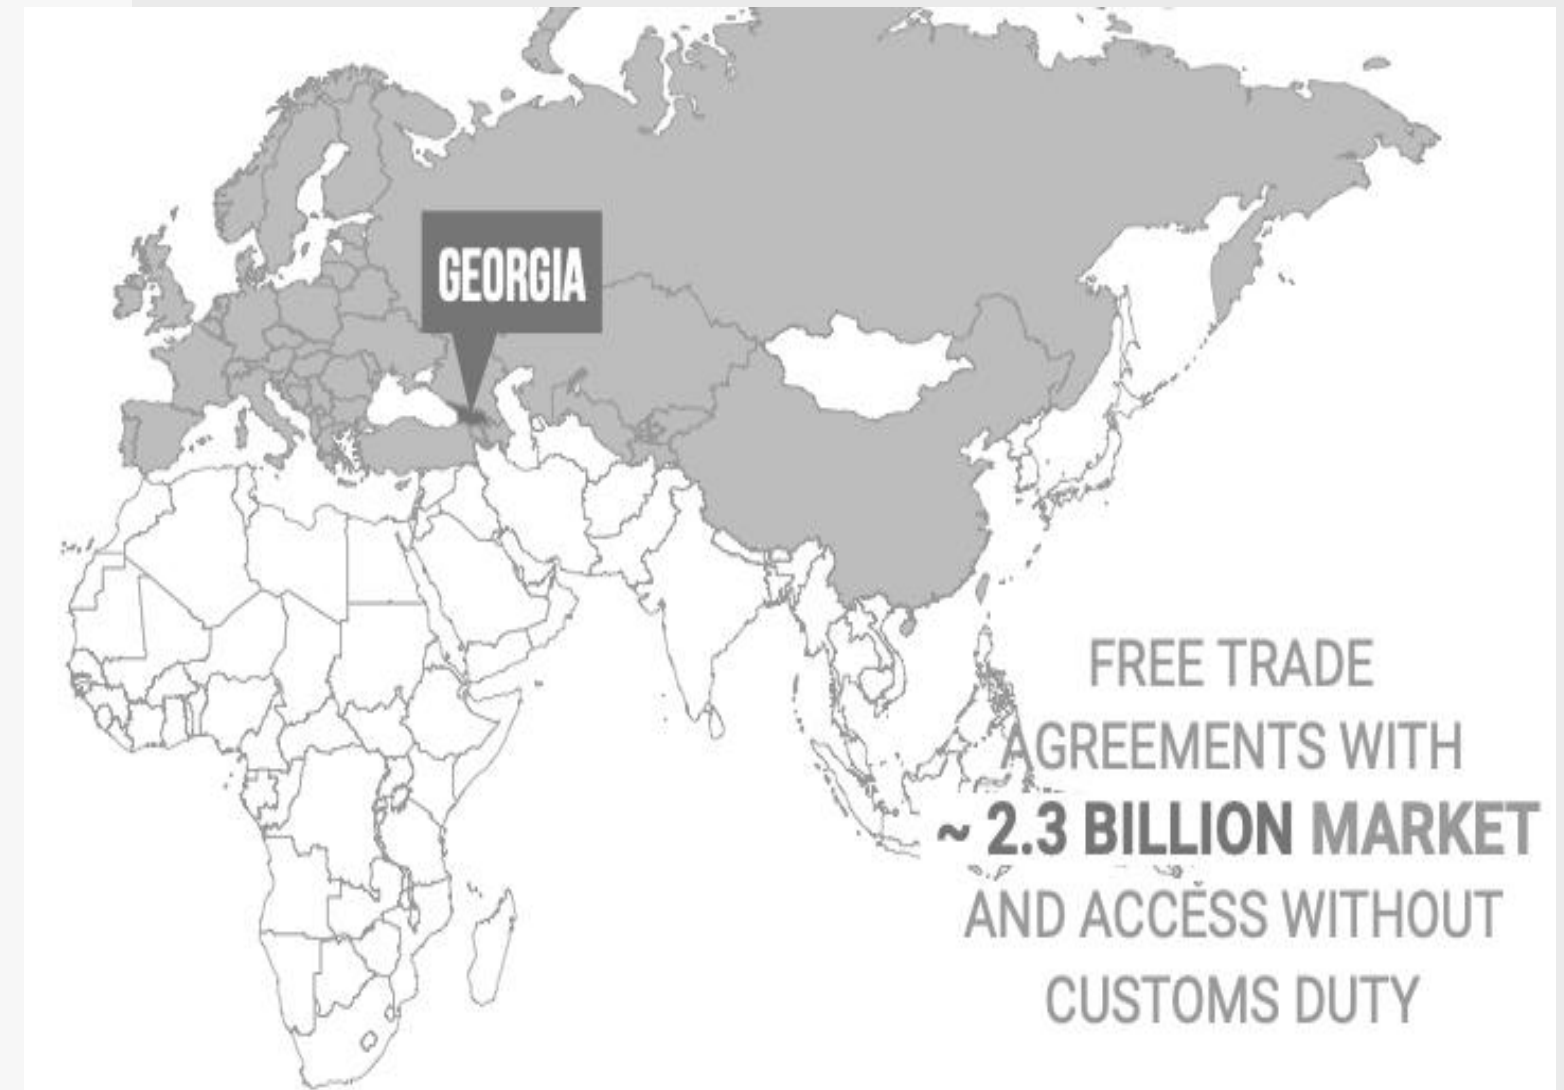 GEORGIA
FREE TRADE
AGREEMENTS WITH
~ 2.3 BILLION MARKET
AND ACCESS WITHOUT
CUSTOMS DUTY